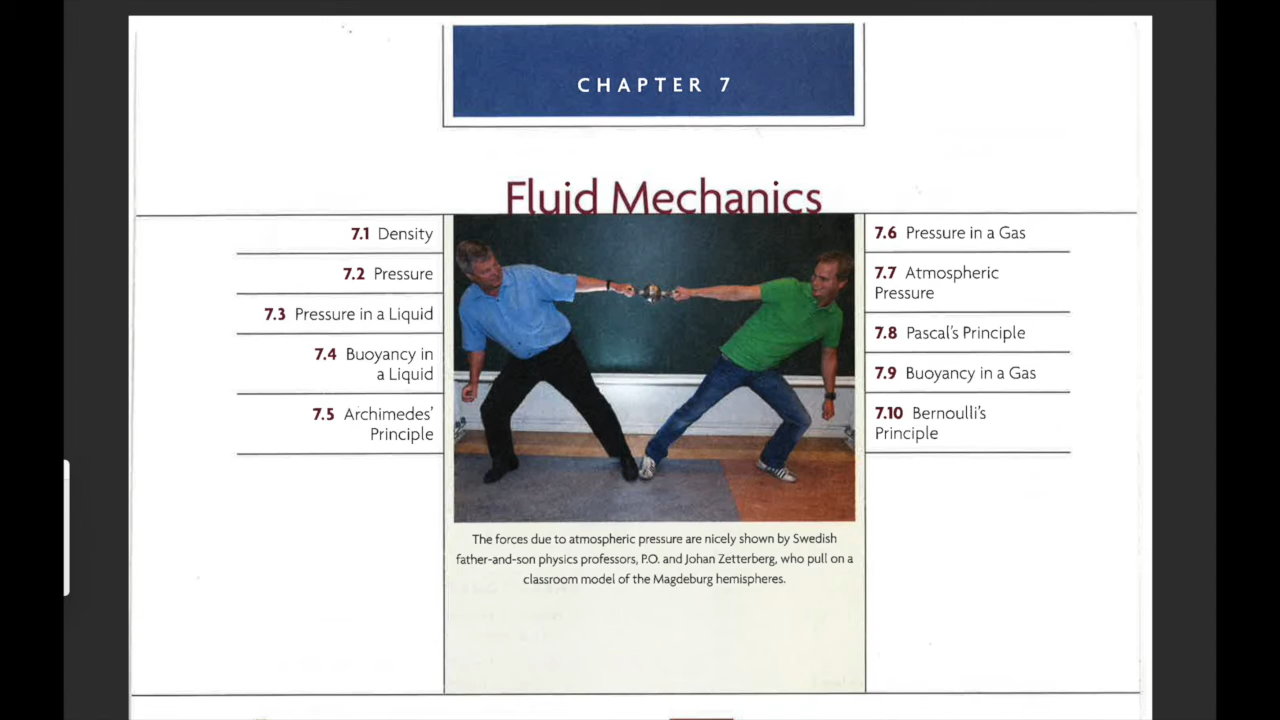 CHAPTER 7
Fluid Mechanics
7.1 Density
7.2 Pressure
7.3 Pressure in a Liquid
7.4 Buoyancy in
a Liquid
7.5 Archimedes’
Principle
7.6 Pressure in a Gas
7.7 Atmospheric
Pressure
7.8 Pascal’s Principle
7.9 Buoyancy in a Gas
7.10 Bernoulli’s
Principle
The forces due to atmospheric pressure are nicely shown by Swedish
father-and-son physics professors, P.O. and Johan Zetterberg, who pull on a
classroom model of the Magdeburg hemispheres.